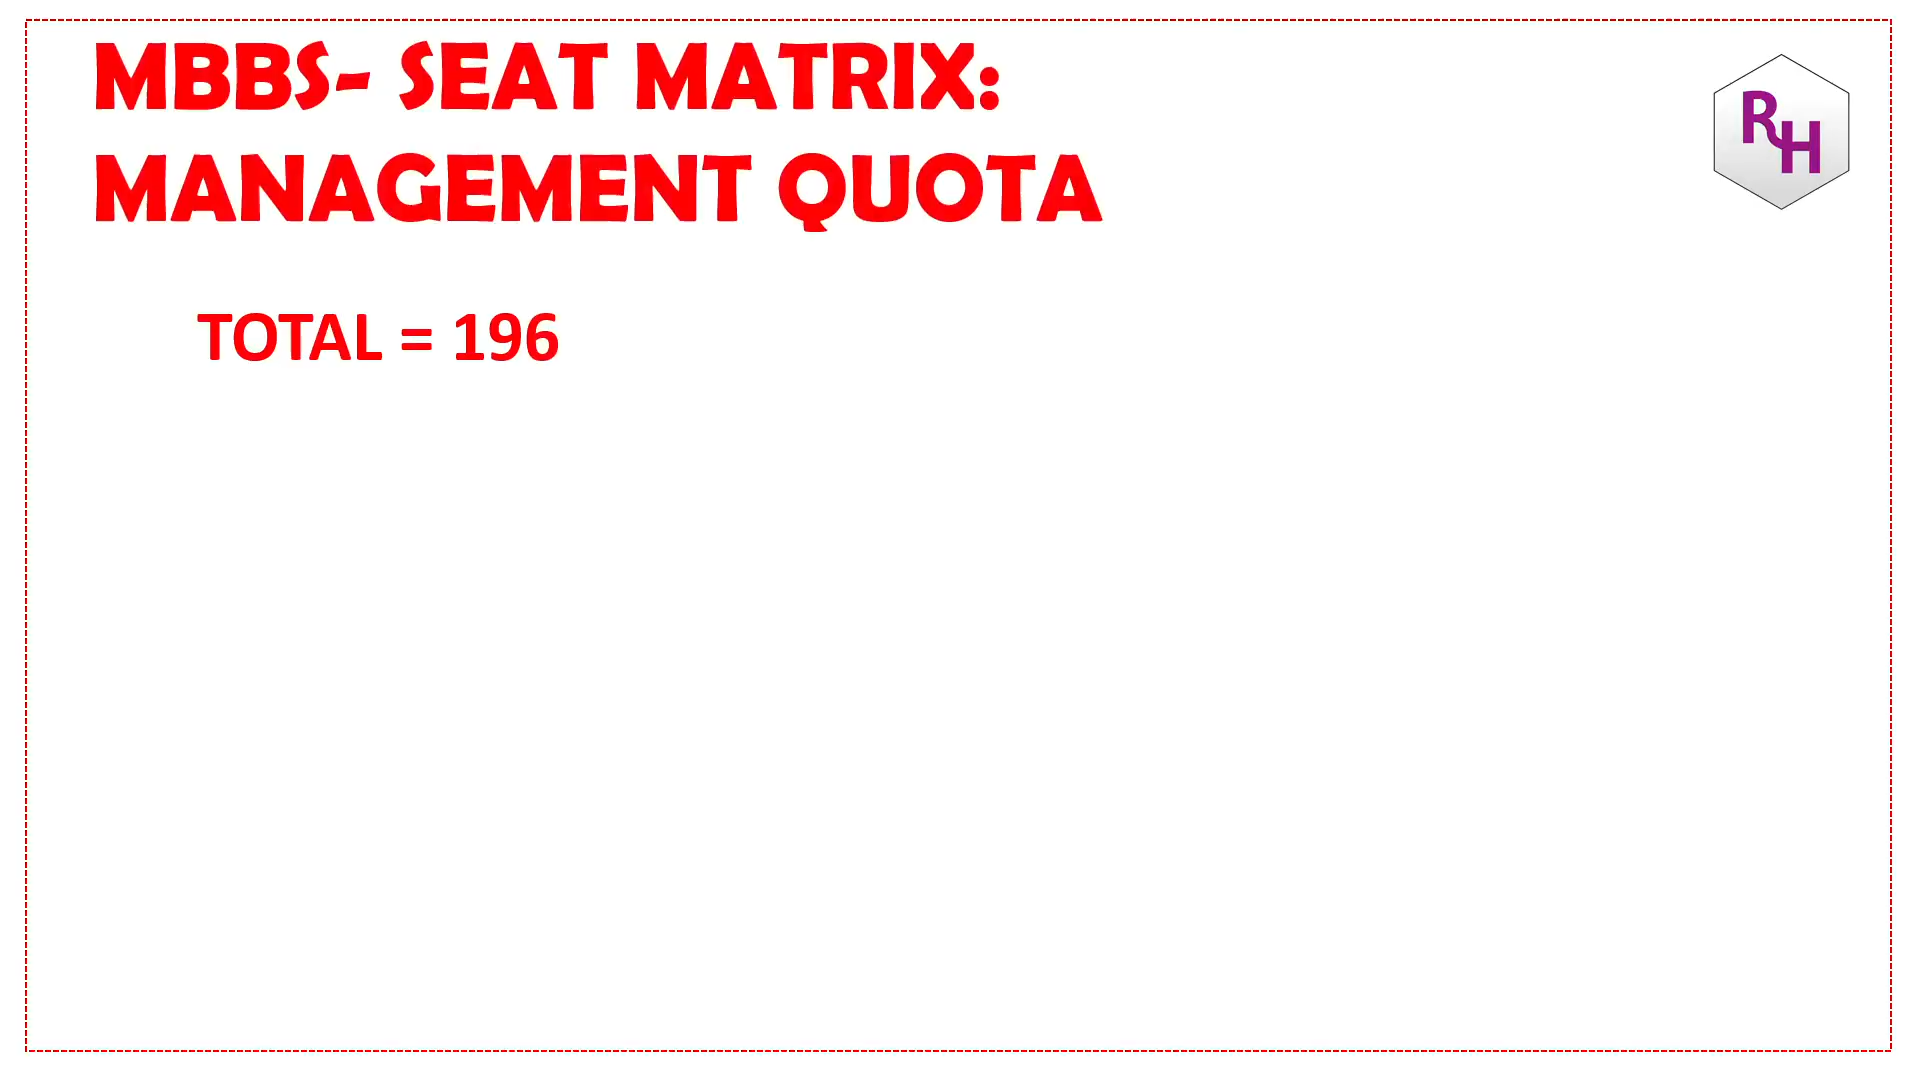 MBBS- SEAT MATRIX:
MANAGEMENT QUOTA
RH
TOTAL = 196